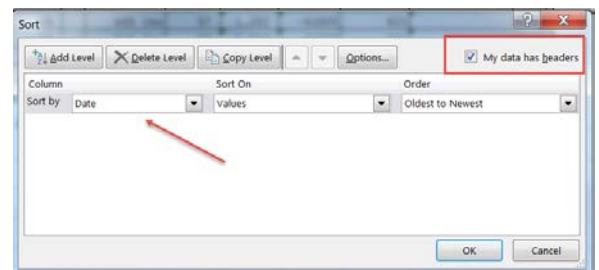 Sort
Add Level Delete Level Copy Level Options... My data has headers
Column Sort On Order
Sort by Date Values Oldest to Newest
OK Cancel